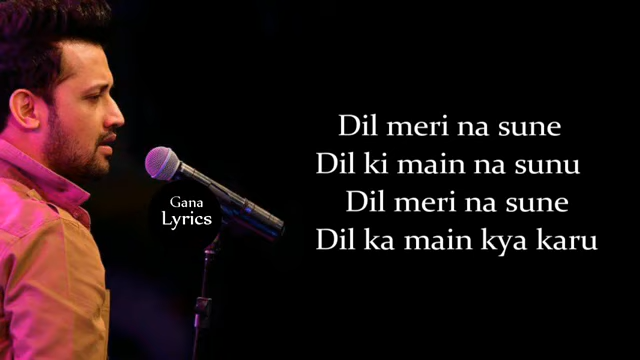 Gana
Lyrics
Dil meri na sune
Dil ki main na sunu
Dil meri na sune
Dil ka main kya karu